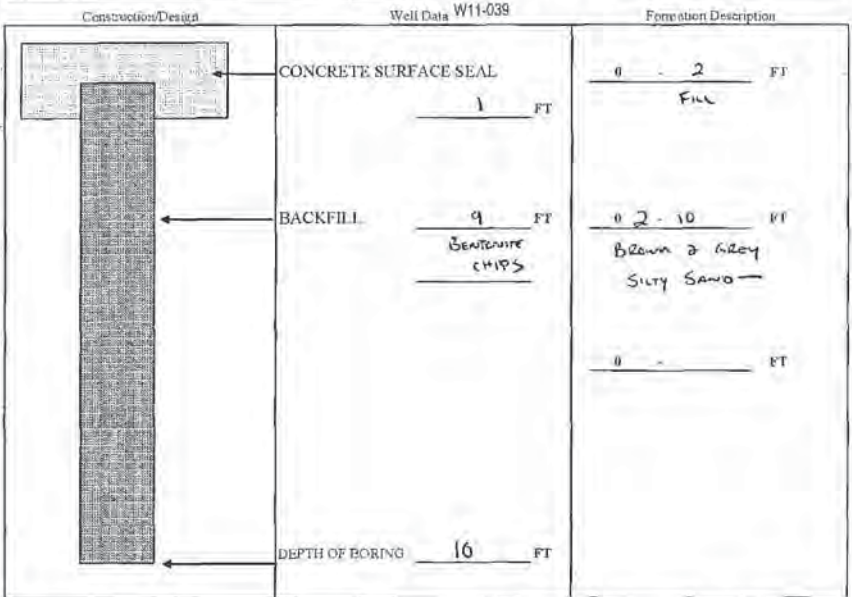 Construction/Design
Well Data W11-039
Formation Description
CONCRETE SURFACE SEAL
1 FT
0 - 2 FT
FILL
BACKFILL 9 FT
BENTONITE
CHIPS
0 2 - 10 FT
BROWN & GREY
SILTY SAND
0 - FT
DEPTH OF BORING 16 FT